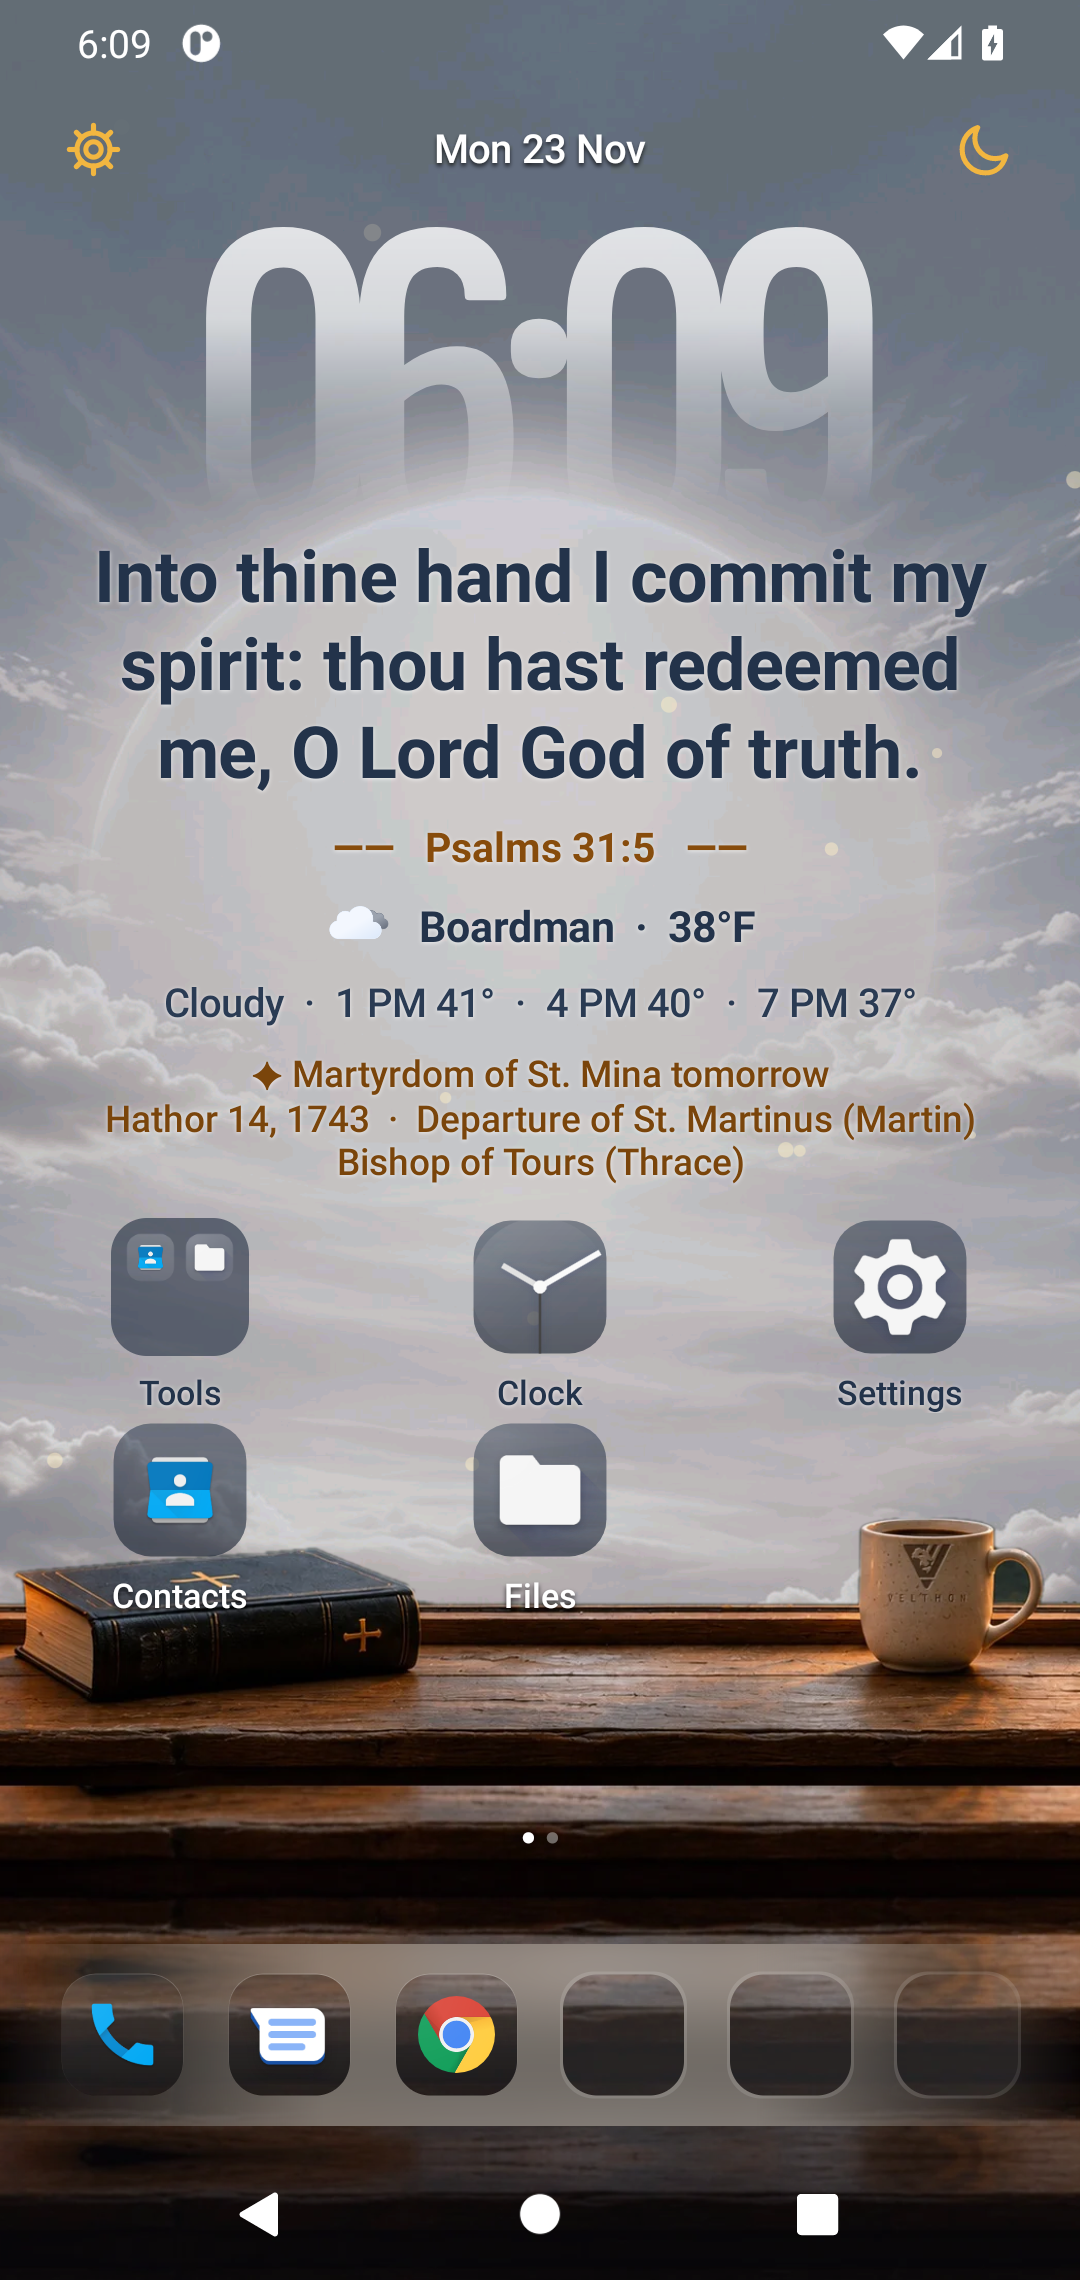 6:09
Mon 23 Nov
06:09
Into thine hand I commit my
spirit: thou hast redeemed
me, O Lord God of truth.
—— Psalms 31:5 ——
Boardman · 38°F
Cloudy · 1 PM 41° · 4 PM 40° · 7 PM 37°
✦ Martyrdom of St. Mina tomorrow
Hathor 14, 1743 · Departure of St. Martinus (Martin)
Bishop of Tours (Thrace)
Tools
Clock
Settings
Contacts
Files
VELTHON